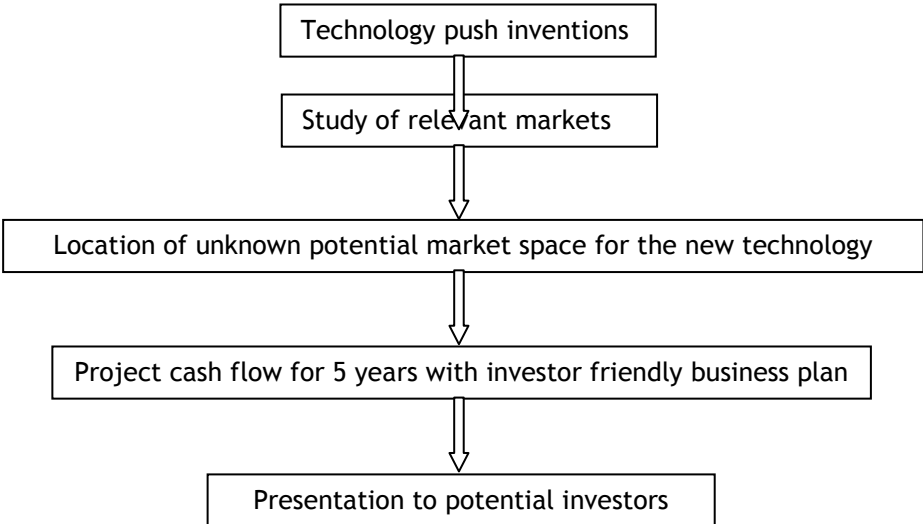 Technology push inventions
Study of relevant markets
Location of unknown potential market space for the new technology
Project cash flow for 5 years with investor friendly business plan
Presentation to potential investors